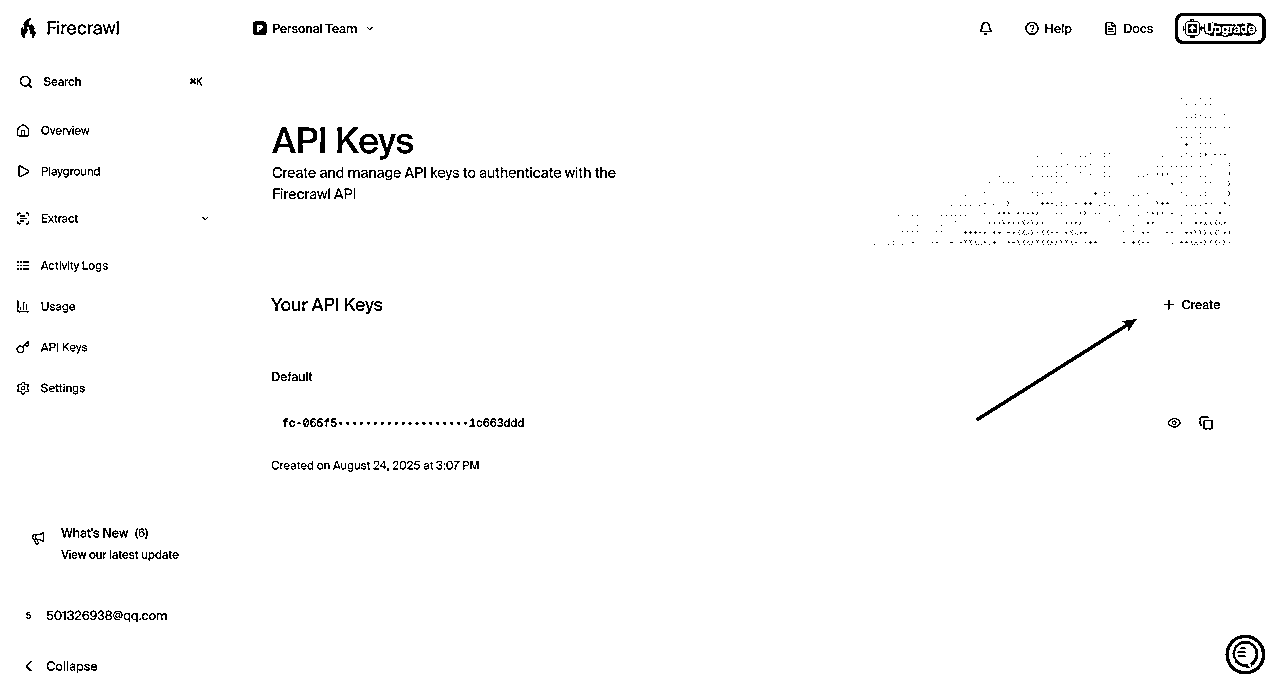 Firecrawl
Personal Team
Help
Docs
Upgrade
Search
⌘K
Overview
Playground
Extract
Activity Logs
Usage
API Keys
Settings
API Keys
Create and manage API keys to authenticate with the
Firecrawl API
Your API Keys
+ Create
Default
fc-066f5•••••••••••••••••••1c663ddd
Created on August 24, 2025 at 3:07 PM
What's New (6)
View our latest update
5 501326938@qq.com
Collapse